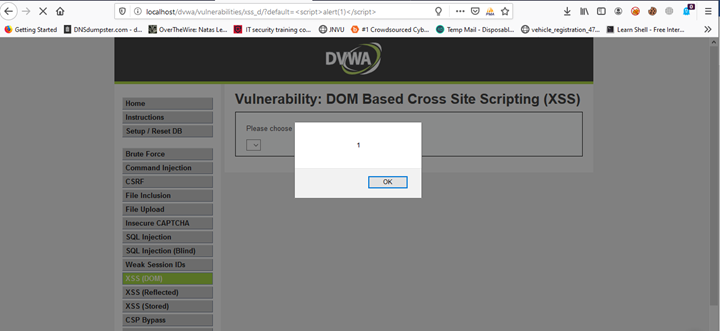 localhost/dvwa/vulnerabilities/xss_d/?default=<script>alert(1)</script>
Getting Started
DNSdumpster.com - d...
OverTheWire: Natas Le...
IT security training co...
JNVU
#1 Crowdsourced Cyb...
Temp Mail - Disposabl...
vehicle_registration_47...
Learn Shell - Free Inter...
DVWA
Vulnerability: DOM Based Cross Site Scripting (XSS)
Please choose
1
OK
Home
Instructions
Setup / Reset DB
Brute Force
Command Injection
CSRF
File Inclusion
File Upload
Insecure CAPTCHA
SQL Injection
SQL Injection (Blind)
Weak Session IDs
XSS (DOM)
XSS (Reflected)
XSS (Stored)
CSP Bypass